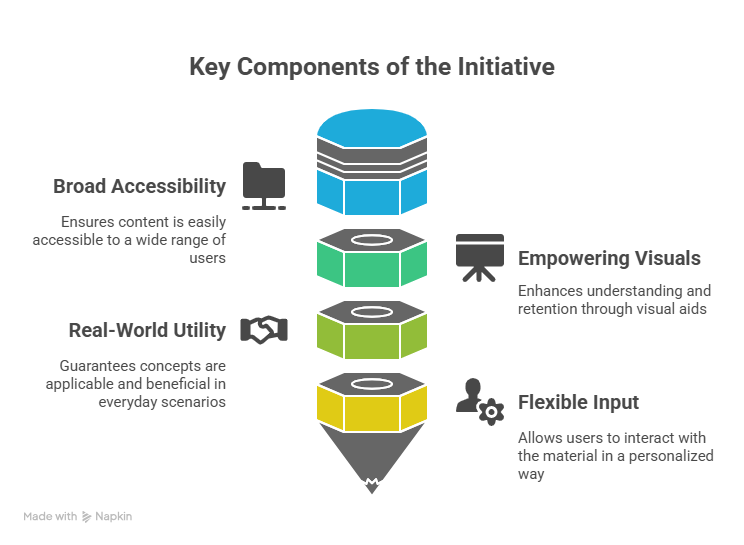 Key Components of the Initiative
Broad Accessibility
Ensures content is easily
accessible to a wide range of
users
Empowering Visuals
Enhances understanding and
retention through visual aids
Real-World Utility
Guarantees concepts are
applicable and beneficial in
everyday scenarios
Flexible Input
Allows users to interact with
the material in a personalized
way
Made with Napkin